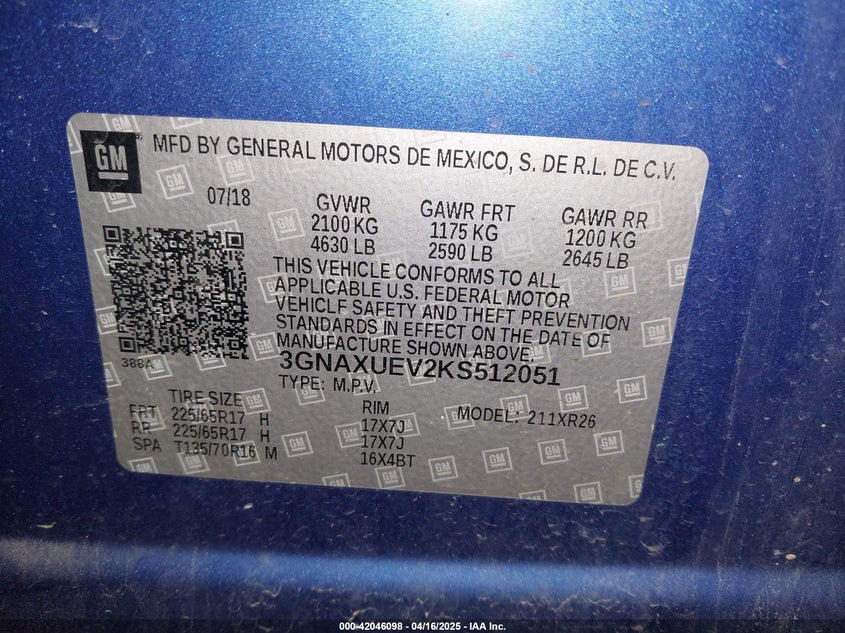 GM
MFD BY GENERAL MOTORS DE MEXICO, S. DE R.L. DE C.V.
07/18
GVWR GAWR FRT GAWR RR
2100 KG 1175 KG 1200 KG
4630 LB 2590 LB 2645 LB
THIS VEHICLE CONFORMS TO ALL
APPLICABLE U.S. FEDERAL MOTOR
VEHICLE SAFETY AND THEFT PREVENTION
STANDARDS IN EFFECT ON THE DATE OF
MANUFACTURE SHOWN ABOVE.
388A
3GNAXUEV2KS512051
TYPE: M.P.V.
TIRE SIZE RIM MODEL: 211XR26
FRT 225/65R17 H 17X7J
RR 225/65R17 H 17X7J
SPA T135/70R16 M 16X4BT
000-42046098 - 04/16/2025 - IAA Inc.